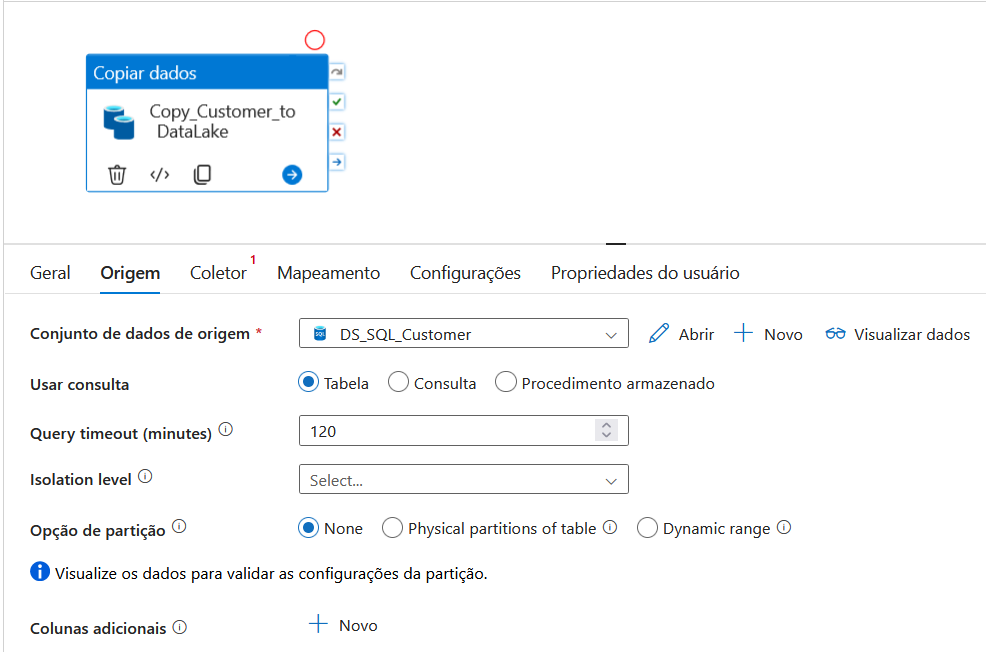 Copiar dados
Copy_Customer_to
DataLake
Geral Origem Coletor 1 Mapeamento Configurações Propriedades do usuário
Conjunto de dados de origem * SQL DS_SQL_Customer Abrir Novo Visualizar dados
Usar consulta Tabela Consulta Procedimento armazenado
Query timeout (minutes) 120
Isolation level Select...
Opção de partição None Physical partitions of table Dynamic range
Visualize os dados para validar as configurações da partição.
Colunas adicionais Novo